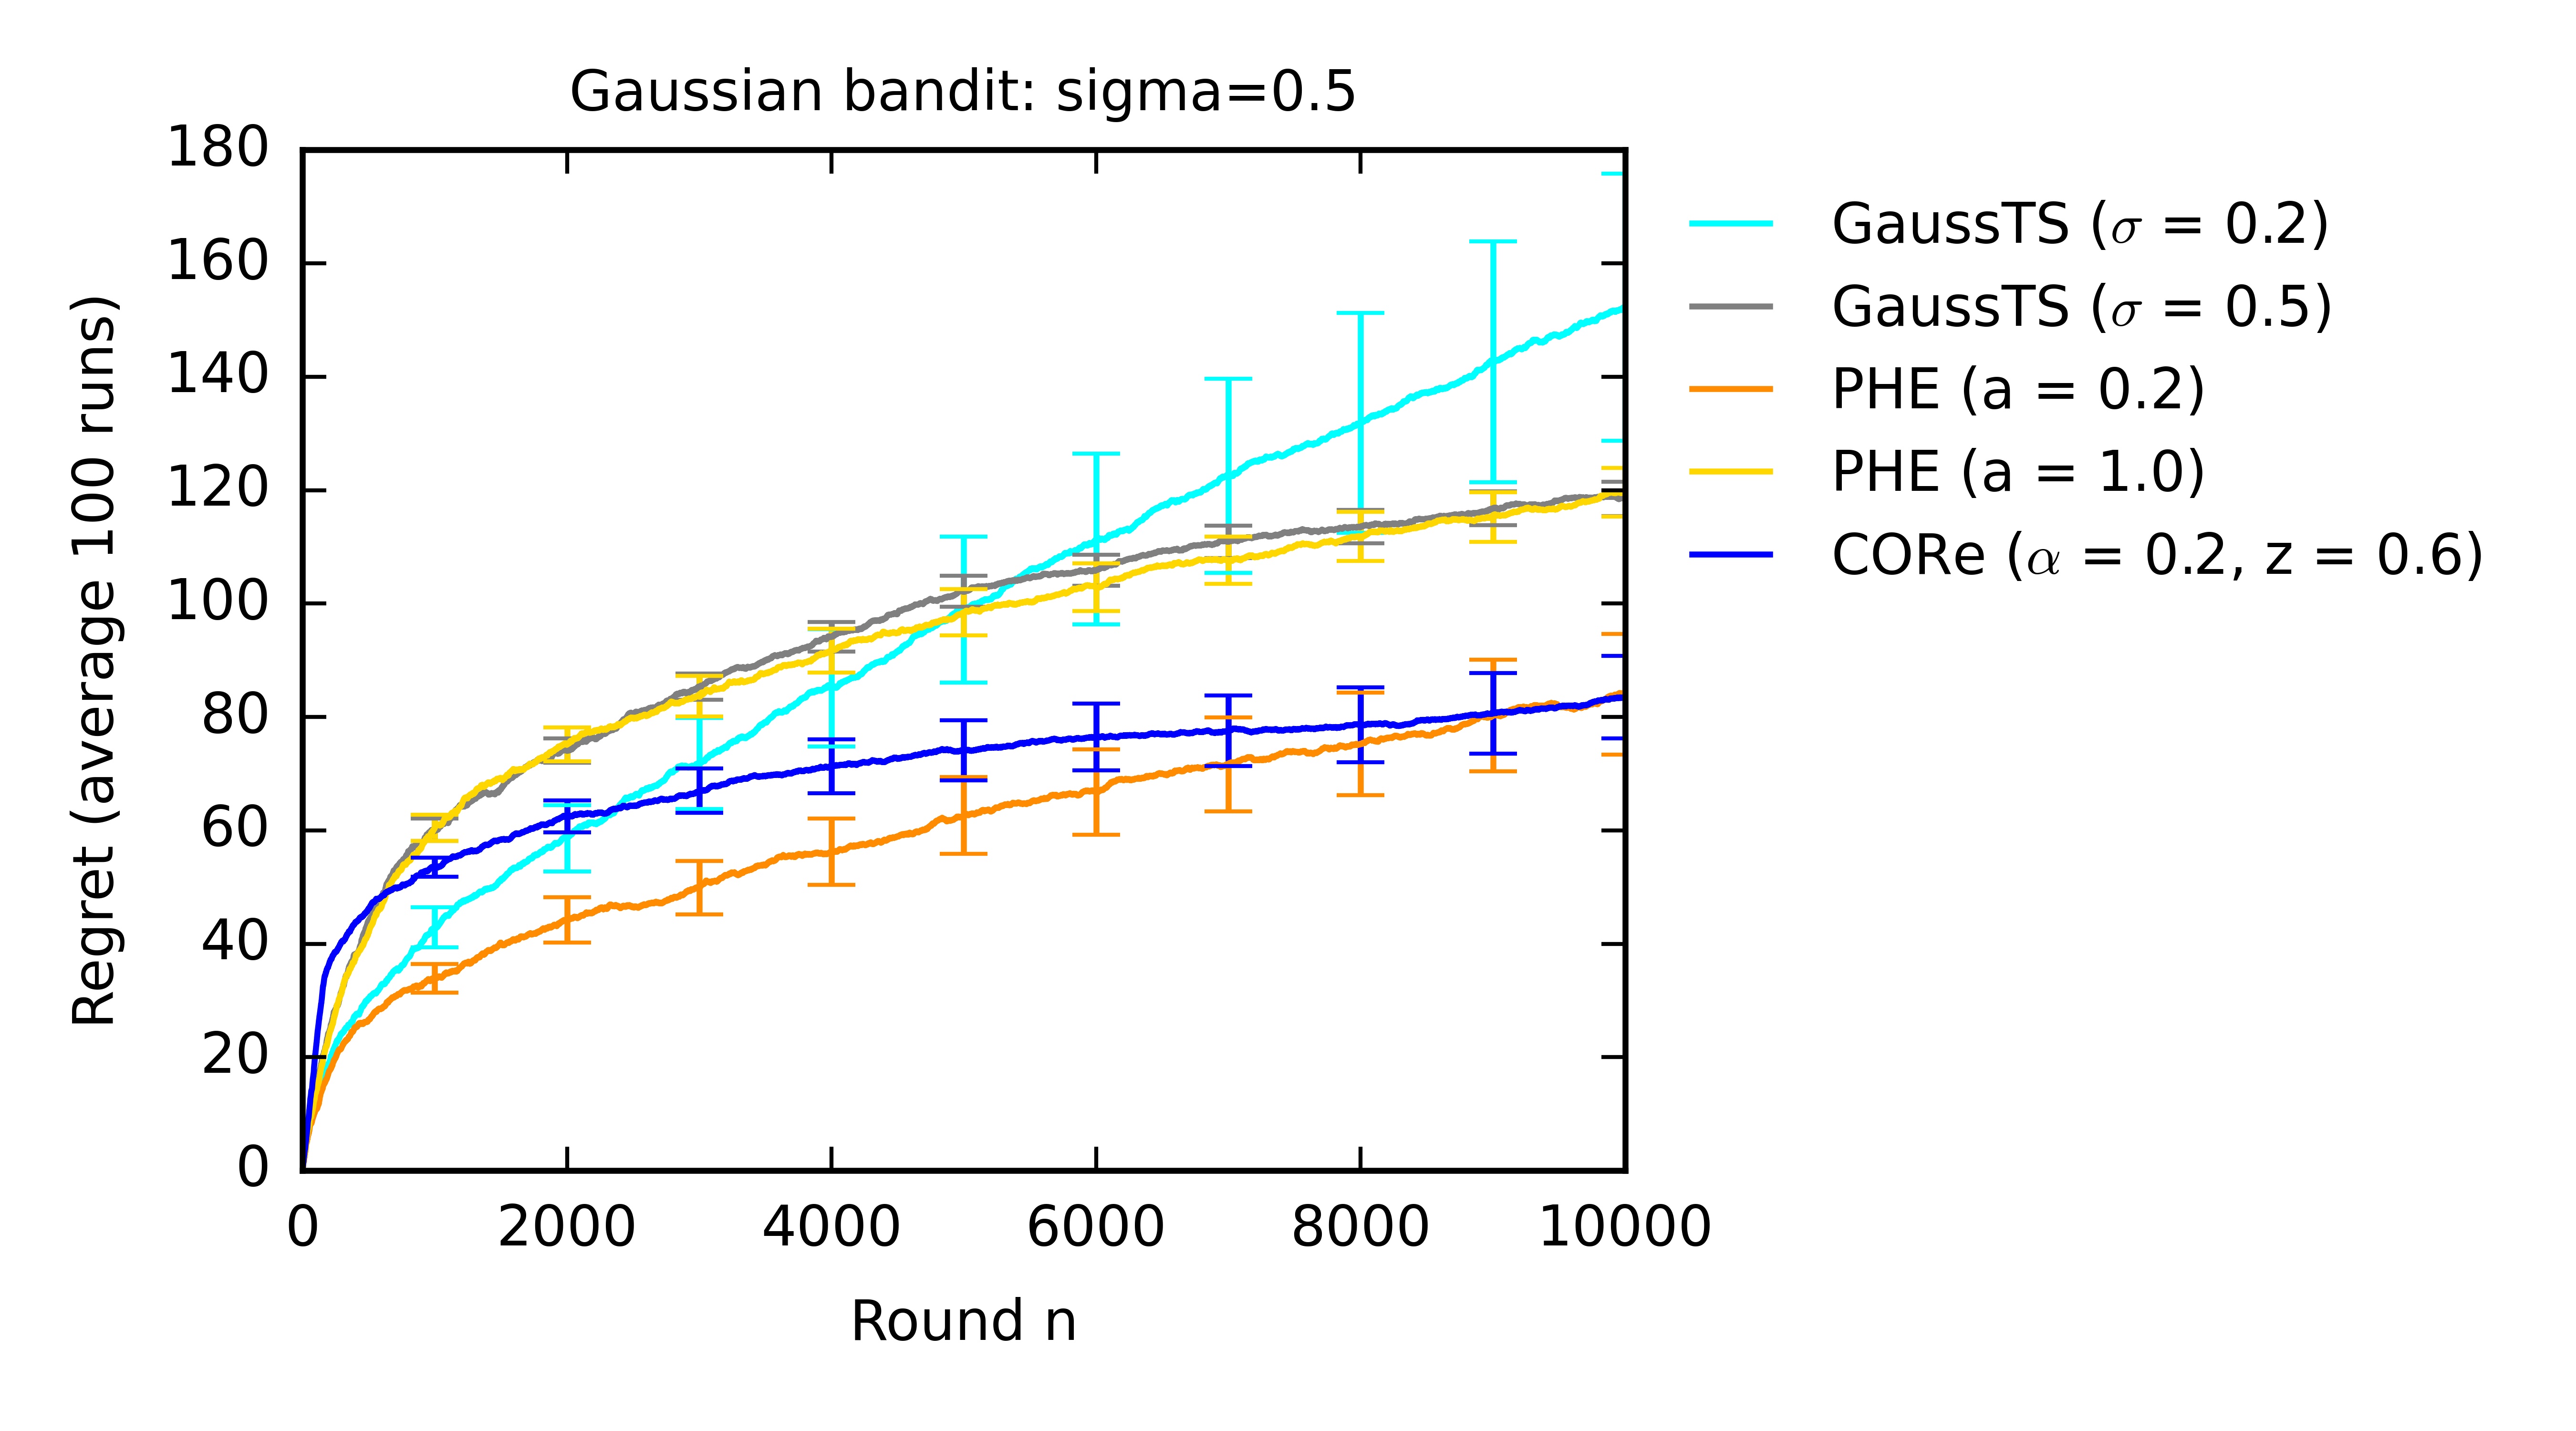 Gaussian bandit: sigma=0.5
180
160
140
120
100
80
60
40
20
0
Regret (average 100 runs)
0 2000 4000 6000 8000 10000
Round n
GaussTS (σ = 0.2)
GaussTS (σ = 0.5)
PHE (a = 0.2)
PHE (a = 1.0)
CORe (α = 0.2, z = 0.6)